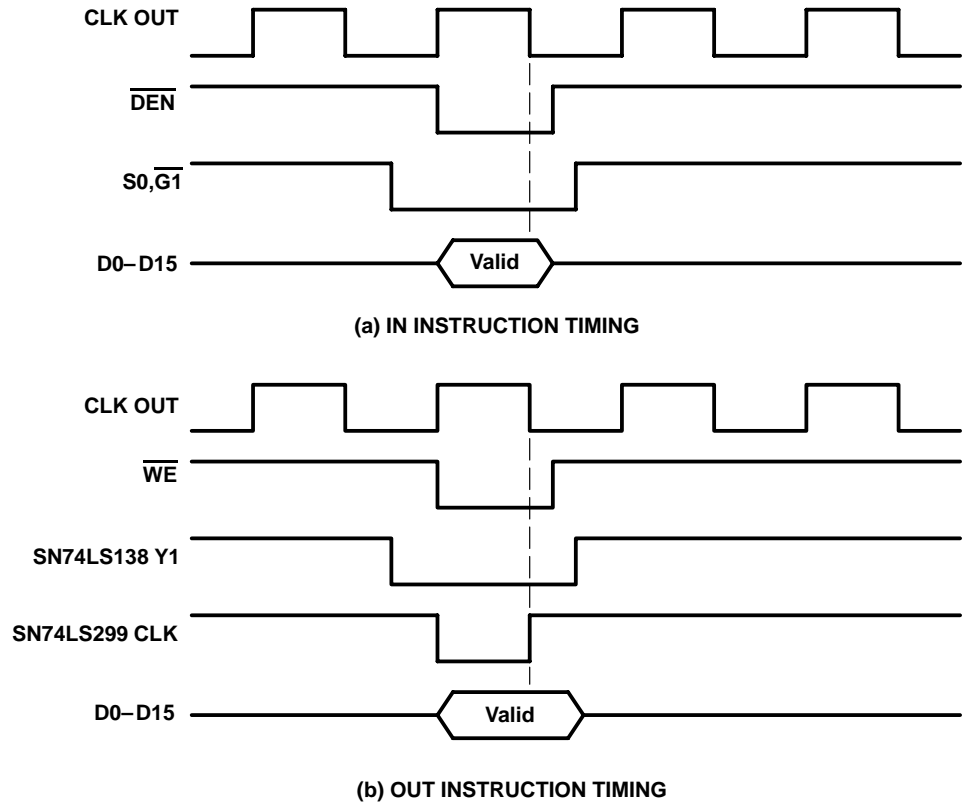 CLK OUT
DEN
S0,G1
D0–D15
Valid
(a) IN INSTRUCTION TIMING
CLK OUT
WE
SN74LS138 Y1
SN74LS299 CLK
D0–D15
Valid
(b) OUT INSTRUCTION TIMING